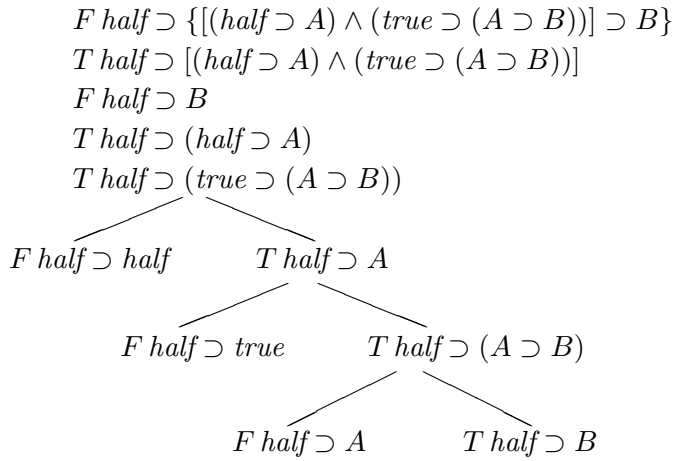 F half ⊃ {[(half ⊃ A) ∧ (true ⊃ (A ⊃ B))] ⊃ B}
T half ⊃ [(half ⊃ A) ∧ (true ⊃ (A ⊃ B))]
F half ⊃ B
T half ⊃ (half ⊃ A)
T half ⊃ (true ⊃ (A ⊃ B))
F half ⊃ half T half ⊃ A
F half ⊃ true T half ⊃ (A ⊃ B)
F half ⊃ A T half ⊃ B